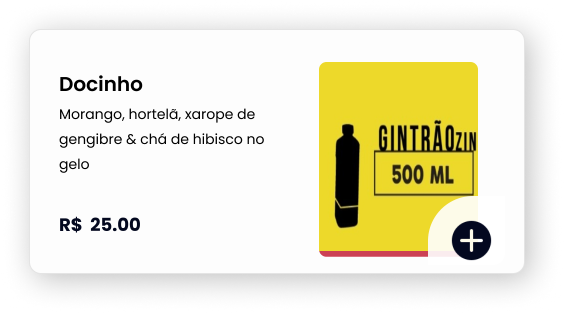 Docinho
Morango, hortelã, xarope de
gengibre & chá de hibisco no
gelo
R$ 25.00
GINTRÃOZIN
500 ML